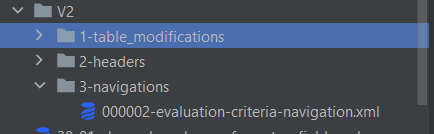 V2
1-table_modifications
2-headers
3-navigations
000002-evaluation-criteria-navigation.xml